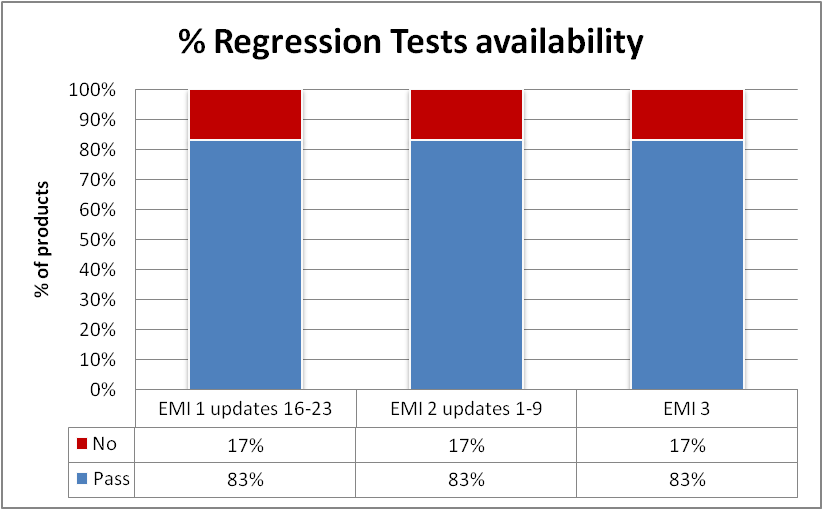 % Regression Tests availability
100%
90%
80%
70%
60%
50%
40%
30%
20%
10%
0%
% of products
EMI 1 updates 16-23 EMI 2 updates 1-9 EMI 3
No 17% 17% 17%
Pass 83% 83% 83%